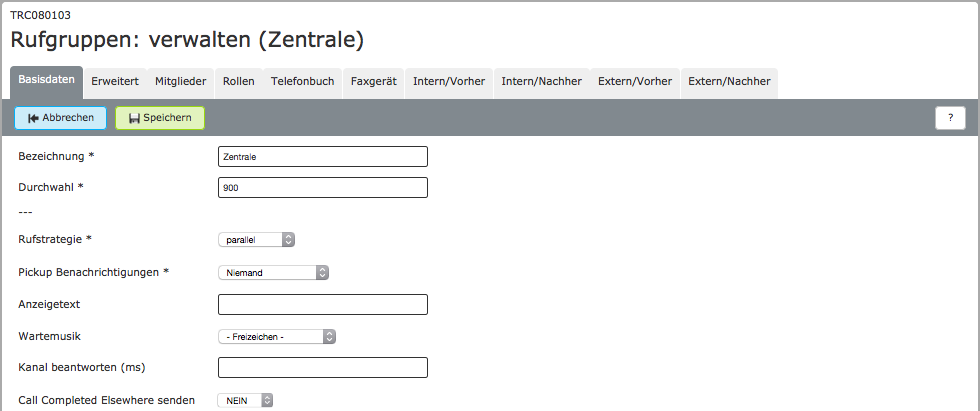 TRC080103
Rufgruppen: verwalten (Zentrale)
Basisdaten Erweitert Mitglieder Rollen Telefonbuch Faxgerät Intern/Vorher Intern/Nachher Extern/Vorher Extern/Nachher
Abbrechen Speichern ?
Bezeichnung * Zentrale
Durchwahl * 900
---
Rufstrategie * parallel
Pickup Benachrichtigungen * Niemand
Anzeigetext
Wartemusik - Freizeichen -
Kanal beantworten (ms)
Call Completed Elsewhere senden NEIN